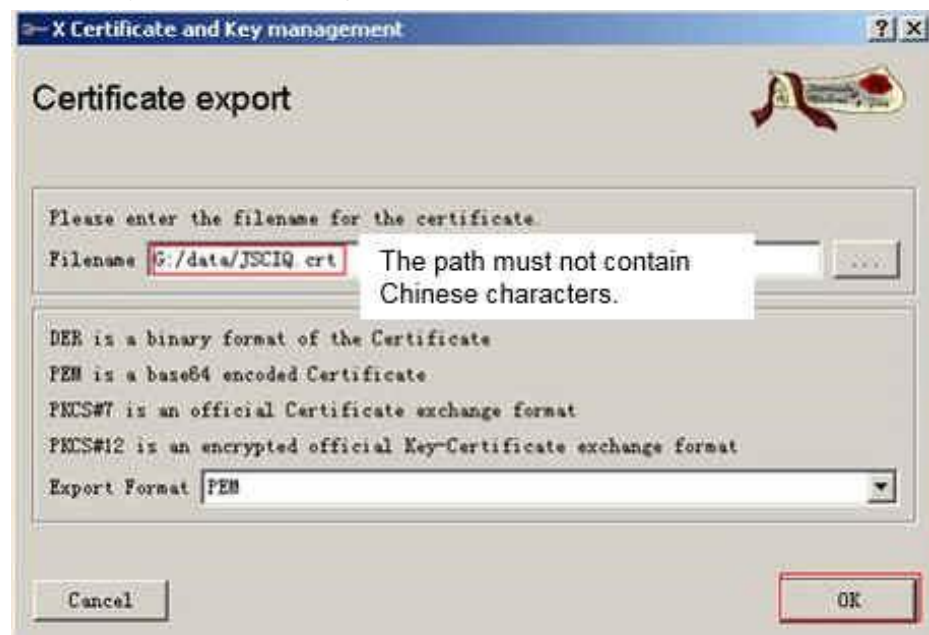 X Certificate and Key management
Certificate export
Please enter the filename for the certificate.
Filename G:/data/JSCIQ.crt
The path must not contain
Chinese characters.
...
DER is a binary format of the Certificate
PEM is a base64 encoded Certificate
PKCS#7 is an official Certificate exchange format
PKCS#12 is an encrypted official Key-Certificate exchange format
Export Format PEM
Cancel
OK